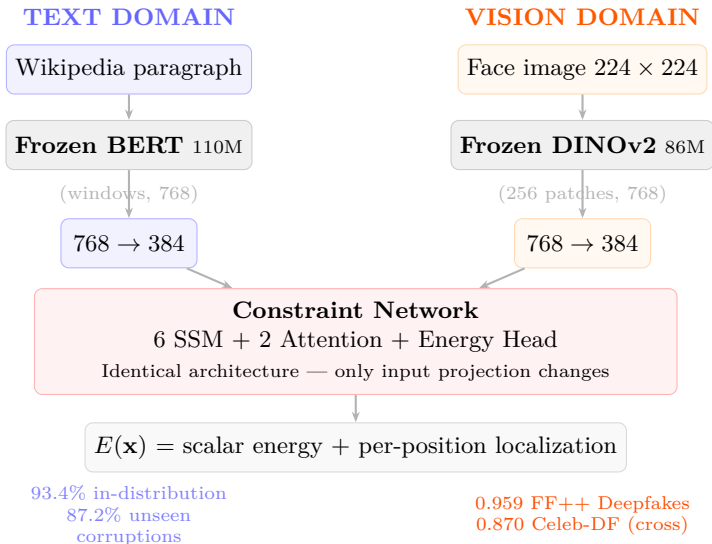 TEXT DOMAIN
VISION DOMAIN
Wikipedia paragraph
Face image 224 × 224
Frozen BERT 110M
Frozen DINOv2 86M
(windows, 768)
(256 patches, 768)
768 → 384
768 → 384
Constraint Network
6 SSM + 2 Attention + Energy Head
Identical architecture — only input projection changes
E(x) = scalar energy + per-position localization
93.4% in-distribution
87.2% unseen
corruptions
0.959 FF++ Deepfakes
0.870 Celeb-DF (cross)